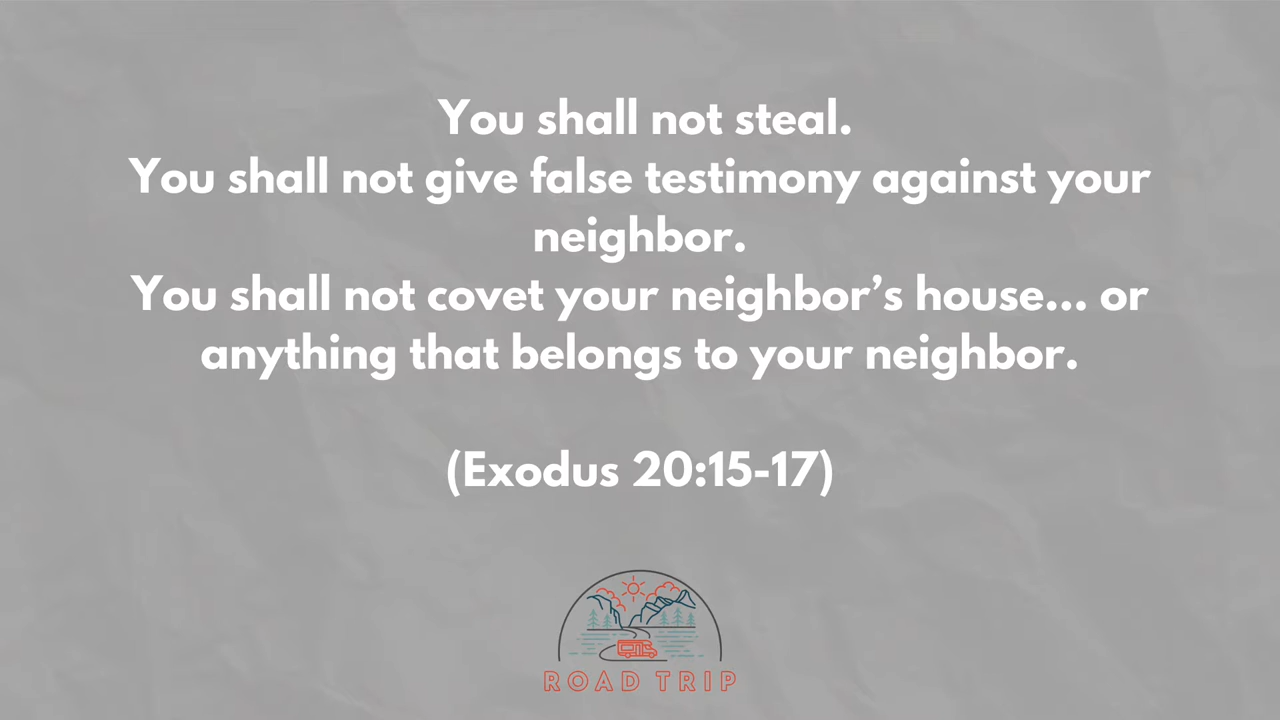 You shall not steal.
You shall not give false testimony against your
neighbor.
You shall not covet your neighbor’s house... or
anything that belongs to your neighbor.
(Exodus 20:15-17)
ROAD TRIP